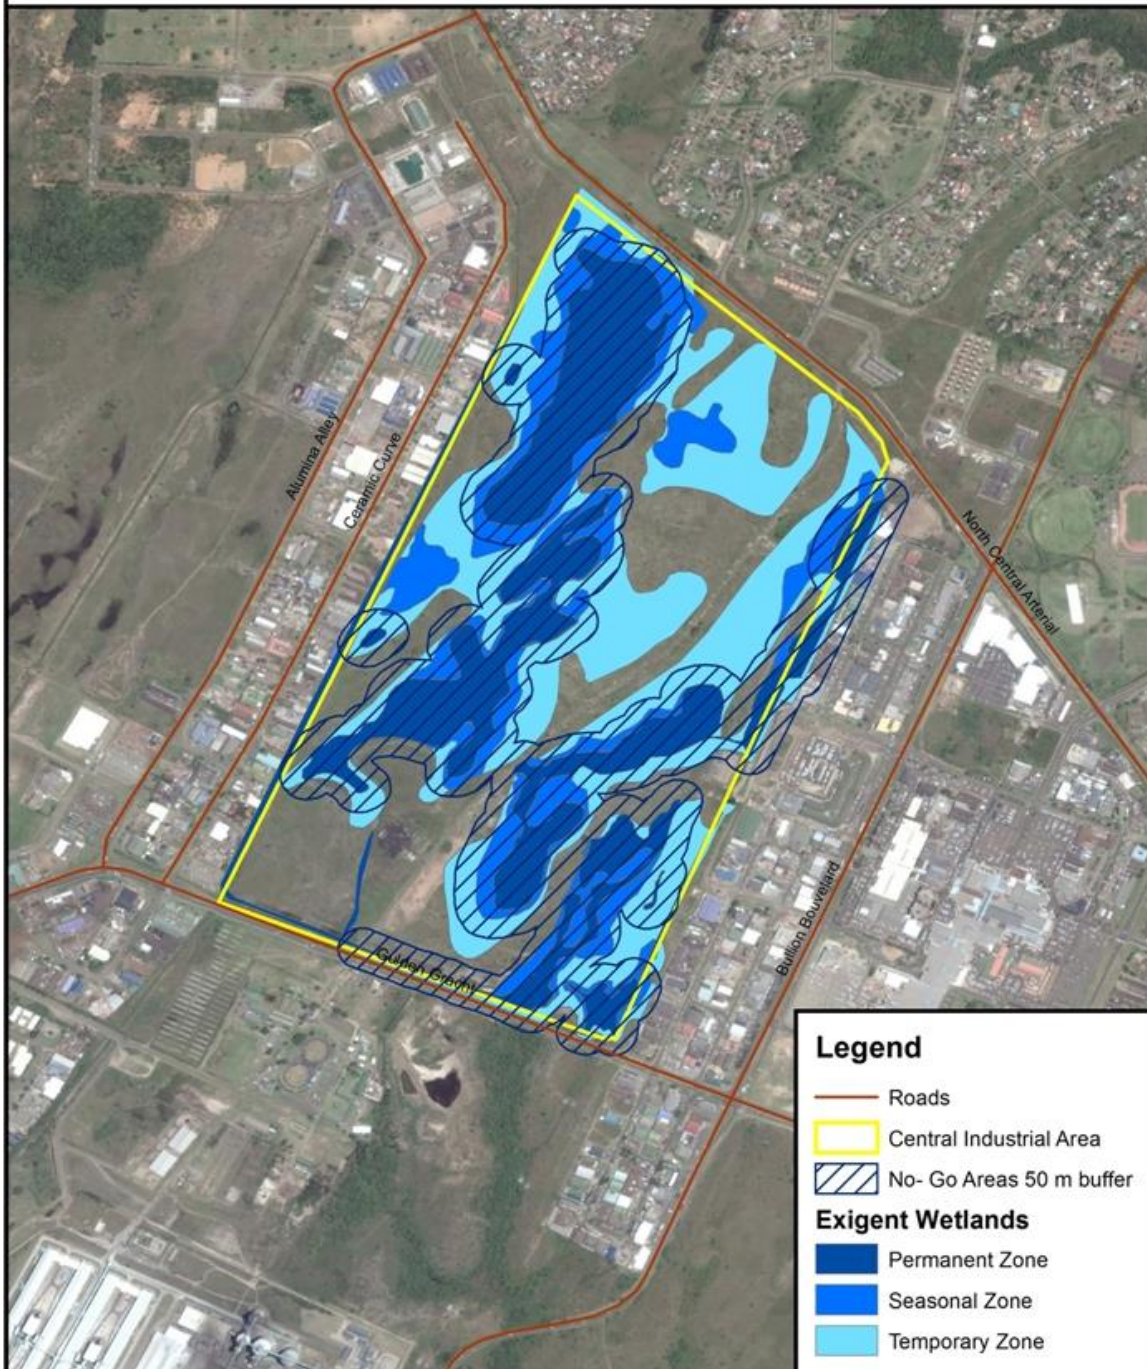 Alumina Alley
Ceramic Curve
North Central Arterial
Bullion Bouvelard
Legend
Roads
Central Industrial Area
No- Go Areas 50 m buffer
Exigent Wetlands
Permanent Zone
Seasonal Zone
Temporary Zone